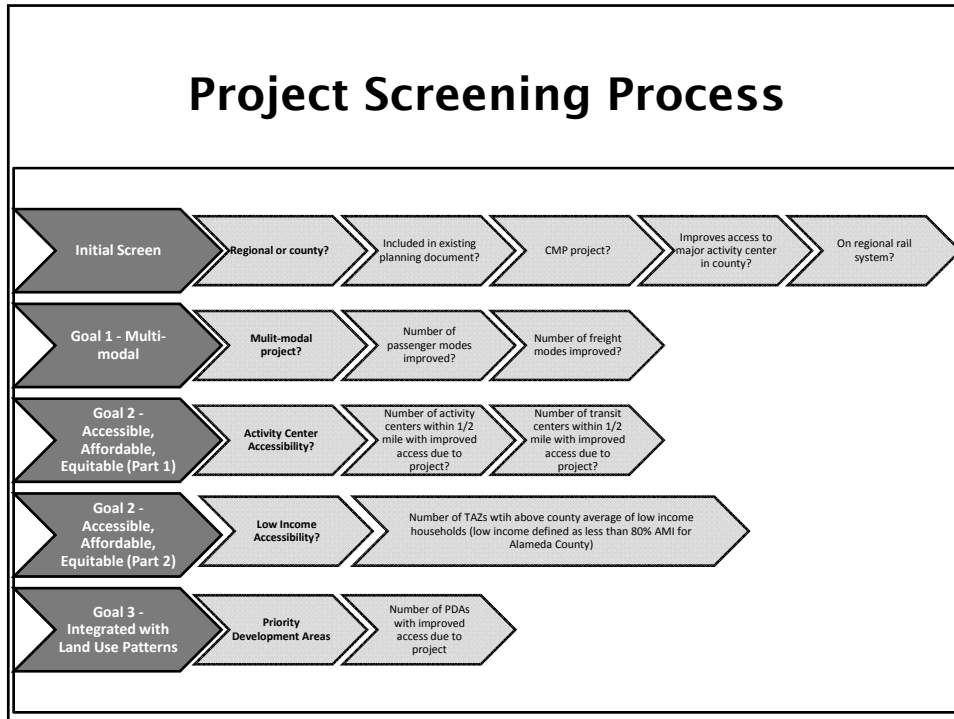 Project Screening Process
Initial Screen
Regional or county?
Included in existing
planning document?
CMP project?
Improves access to
major activity center
in county?
On regional rail
system?
Goal 1 - Multi-
modal
Mulit-modal
project?
Number of
passenger modes
improved?
Number of freight
modes improved?
Goal 2 -
Accessible,
Affordable,
Equitable (Part 1)
Activity Center
Accessibility?
Number of activity
centers within 1/2
mile with improved
access due to
project?
Number of transit
centers within 1/2
mile with improved
access due to
project?
Goal 2 -
Accessible,
Affordable,
Equitable (Part 2)
Low Income
Accessibility?
Number of TAZs wtih above county average of low income
households (low income defined as less than 80% AMI for
Alameda County)
Goal 3 -
Integrated with
Land Use Patterns
Priority
Development Areas
Number of PDAs
with improved
access due to
project